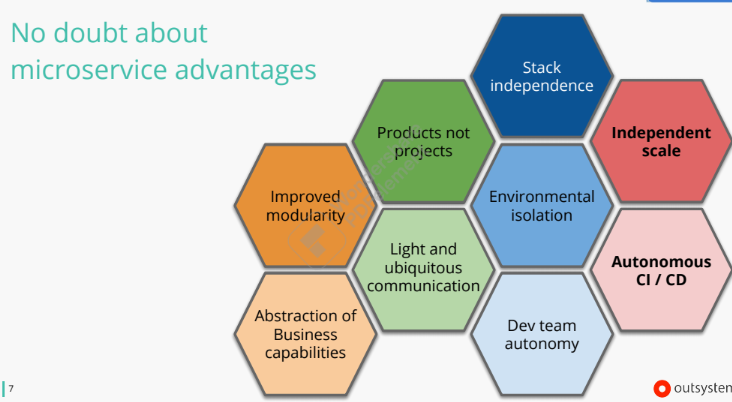 No doubt about
microservice advantages
Stack
independence
Products not
projects
Independent
scale
Improved
modularity
Environmental
isolation
Light and
ubiquitous
communication
Autonomous
CI / CD
Abstraction of
Business
capabilities
Dev team
autonomy
7
outsystem